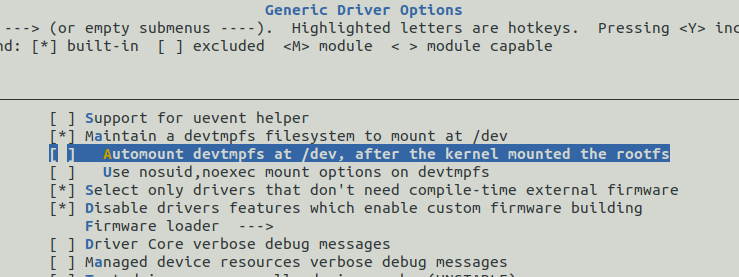 Generic Driver Options
---> (or empty submenus ----).  Highlighted letters are hotkeys.  Pressing <Y> inc
nd: [*] built-in  [ ] excluded  <M> module  < > module capable
[ ] Support for uevent helper
[*] Maintain a devtmpfs filesystem to mount at /dev
[ ]   Automount devtmpfs at /dev, after the kernel mounted the rootfs
[ ]   Use nosuid,noexec mount options on devtmpfs
[*] Select only drivers that don't need compile-time external firmware
[*] Disable drivers features which enable custom firmware building
Firmware loader  --->
[ ] Driver Core verbose debug messages
[ ] Managed device resources verbose debug messages